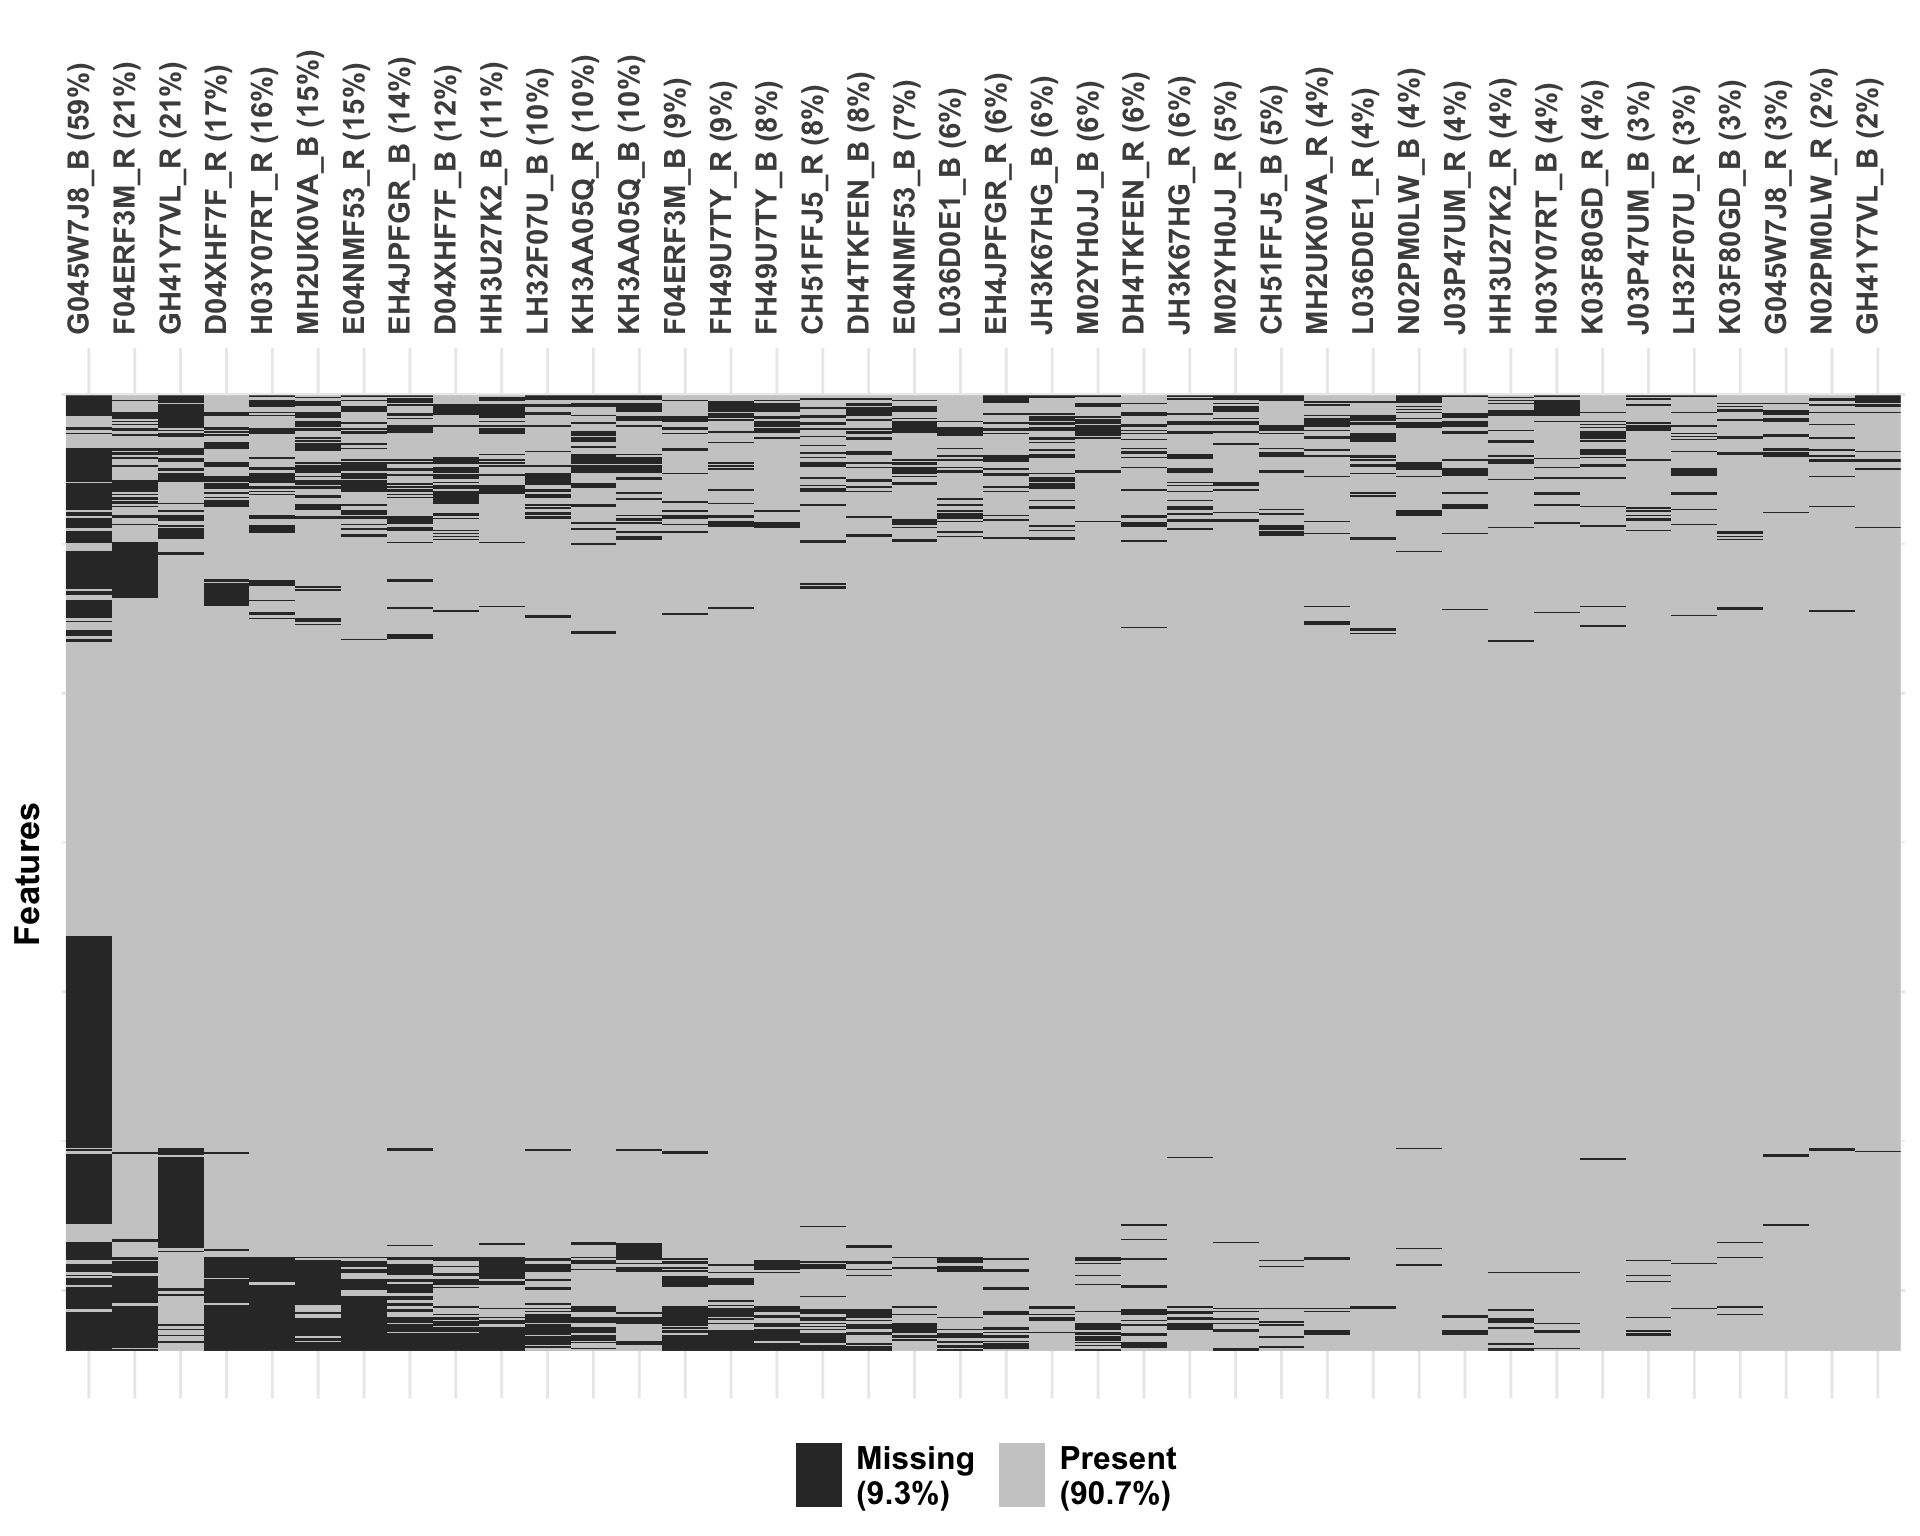 G045W7J8_B (59%)
F04ERF3M_R (21%)
GH41Y7VL_R (21%)
D04XHF7F_R (17%)
H03Y07RT_R (16%)
MH2UK0VA_B (15%)
E04NMF53_R (15%)
EH4JPFGR_B (14%)
D04XHF7F_B (12%)
HH3U27K2_B (11%)
LH32F07U_B (10%)
KH3AA05Q_R (10%)
KH3AA05Q_B (10%)
F04ERF3M_B (9%)
FH49U7TY_R (9%)
FH49U7TY_B (8%)
CH51FFJ5_R (8%)
DH4TKFEN_B (8%)
E04NMF53_B (7%)
L036D0E1_B (6%)
EH4JPFGR_R (6%)
JH3K67HG_B (6%)
M02YH0JJ_B (6%)
DH4TKFEN_R (6%)
JH3K67HG_R (6%)
M02YH0JJ_R (5%)
CH51FFJ5_B (5%)
MH2UK0VA_R (4%)
L036D0E1_R (4%)
N02PM0LW_B (4%)
J03P47UM_R (4%)
HH3U27K2_R (4%)
H03Y07RT_B (4%)
K03F80GD_R (4%)
J03P47UM_B (3%)
LH32F07U_R (3%)
K03F80GD_B (3%)
G045W7J8_R (3%)
N02PM0LW_R (2%)
GH41Y7VL_B (2%)
Features
Missing
(9.3%)
Present
(90.7%)